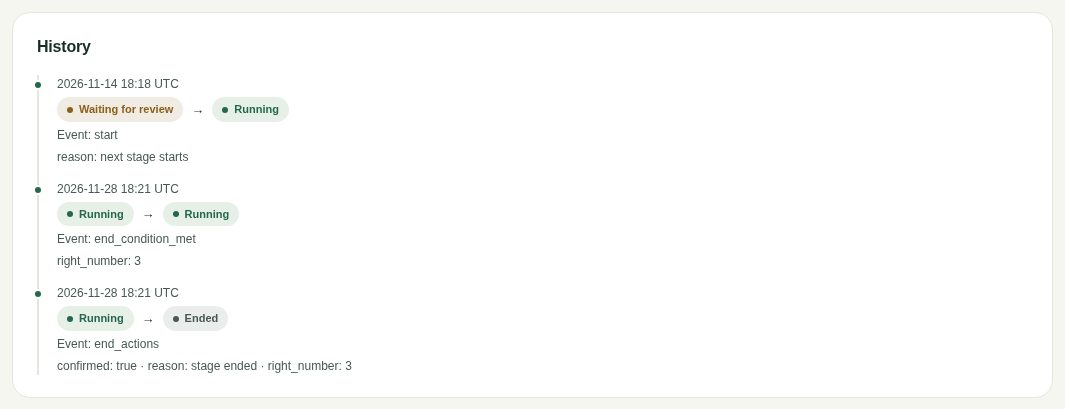 History
2026-11-14 18:18 UTC
Waiting for review → Running
Event: start
reason: next stage starts
2026-11-28 18:21 UTC
Running → Running
Event: end_condition_met
right_number: 3
2026-11-28 18:21 UTC
Running → Ended
Event: end_actions
confirmed: true · reason: stage ended · right_number: 3